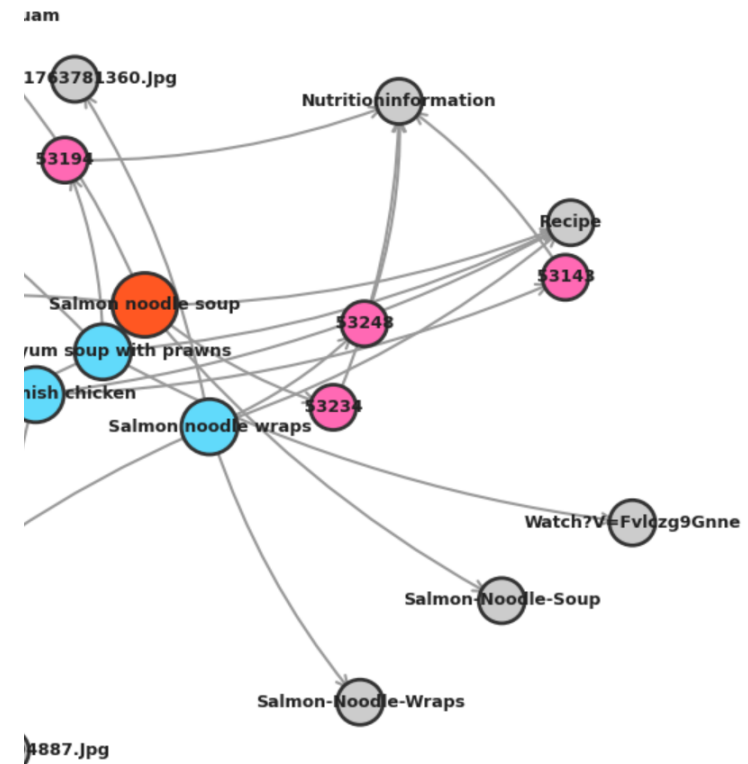 uam
1763781360.Jpg
Nutritioninformation
53194
Recipe
53143
Salmon noodle soup
53248
yum soup with prawns
nish chicken
53234
Salmon noodle wraps
Watch?V=Fvlczg9Gnne
Salmon-Noodle-Soup
Salmon-Noodle-Wraps
4887.Jpg